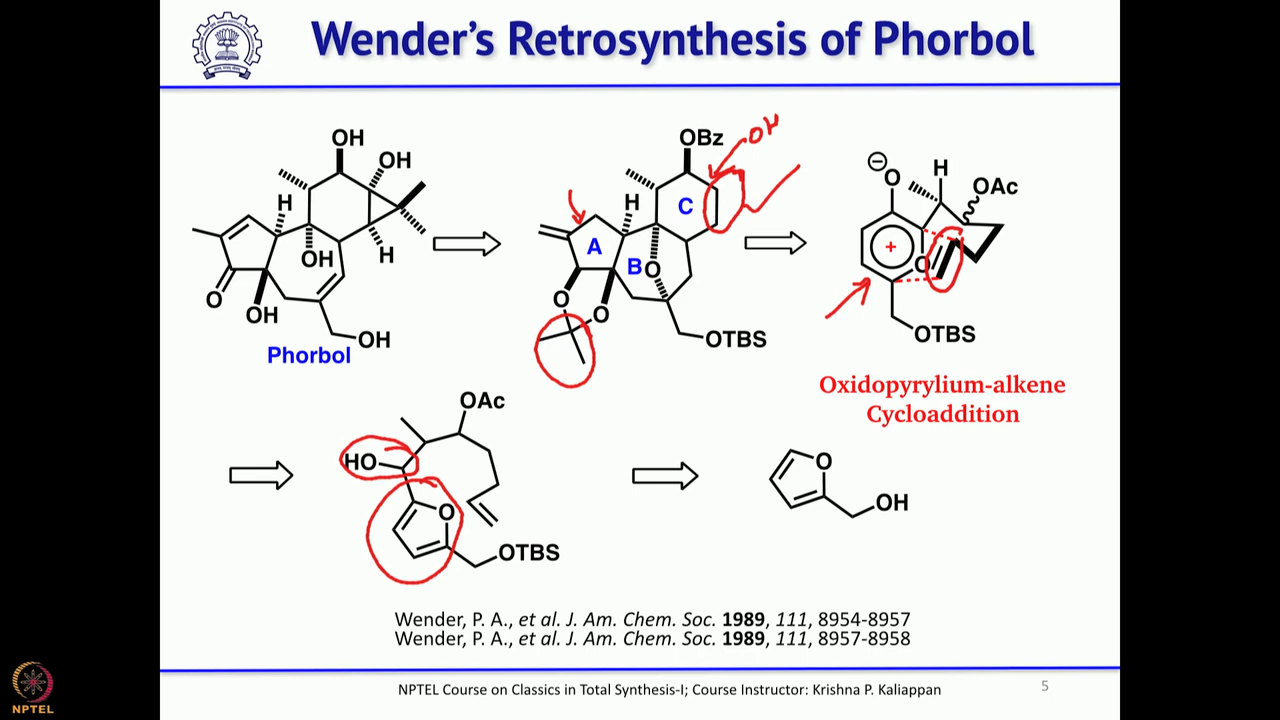 Wender's Retrosynthesis of Phorbol
OH
OH
H
OH
H
O
OH
OH
Phorbol
OBz
OH
H
C
A
B
O
O
O
OTBS
⊖
O
H
OAc
+
O
OTBS
Oxidopyrylium-alkene
Cycloaddition
OAc
HO
O
OTBS
O
OH
Wender, P. A., et al. J. Am. Chem. Soc. 1989, 111, 8954-8957
Wender, P. A., et al. J. Am. Chem. Soc. 1989, 111, 8957-8958
NPTEL Course on Classics in Total Synthesis-I; Course Instructor: Krishna P. Kaliappan
5
NPTEL